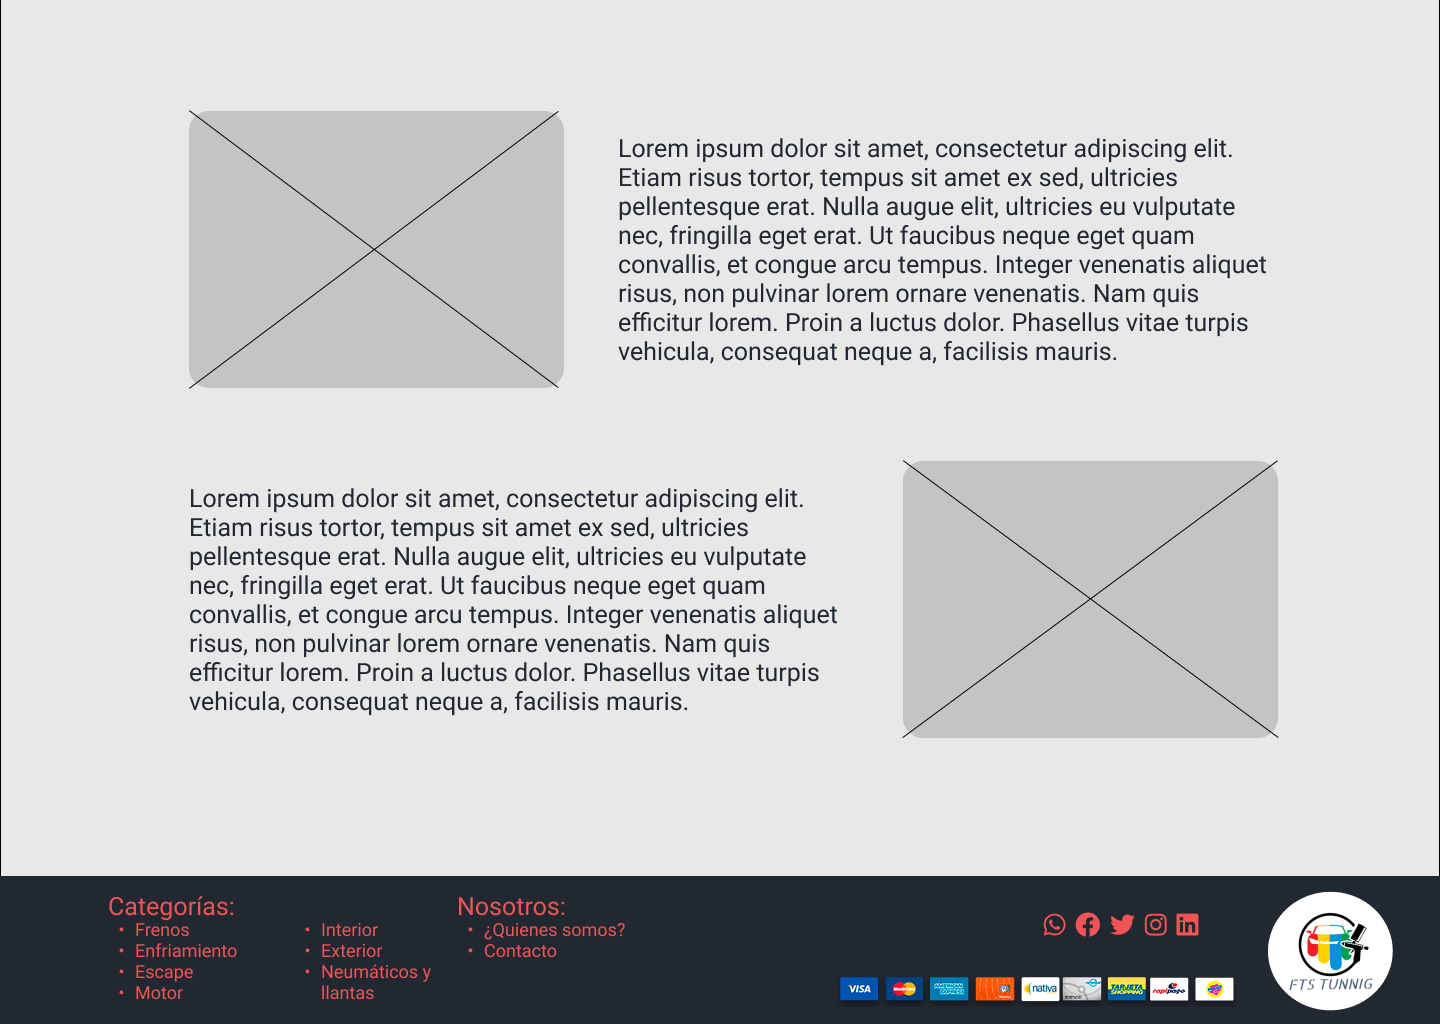 Lorem ipsum dolor sit amet, consectetur adipiscing elit.
Etiam risus tortor, tempus sit amet ex sed, ultricies
pellentesque erat. Nulla augue elit, ultricies eu vulputate
nec, fringilla eget erat. Ut faucibus neque eget quam
convallis, et congue arcu tempus. Integer venenatis aliquet
risus, non pulvinar lorem ornare venenatis. Nam quis
efficitur lorem. Proin a luctus dolor. Phasellus vitae turpis
vehicula, consequat neque a, facilisis mauris.
Lorem ipsum dolor sit amet, consectetur adipiscing elit.
Etiam risus tortor, tempus sit amet ex sed, ultricies
pellentesque erat. Nulla augue elit, ultricies eu vulputate
nec, fringilla eget erat. Ut faucibus neque eget quam
convallis, et congue arcu tempus. Integer venenatis aliquet
risus, non pulvinar lorem ornare venenatis. Nam quis
efficitur lorem. Proin a luctus dolor. Phasellus vitae turpis
vehicula, consequat neque a, facilisis mauris.
Categorías:
• Frenos
• Enfriamiento
• Escape
• Motor
• Interior
• Exterior
• Neumáticos y
llantas
Nosotros:
• ¿Quienes somos?
• Contacto
VISA
MasterCard
AMERICAN
EXPRESS
nativa
TARJETA
SHOPPING
rapipago
FTS TUNNIG